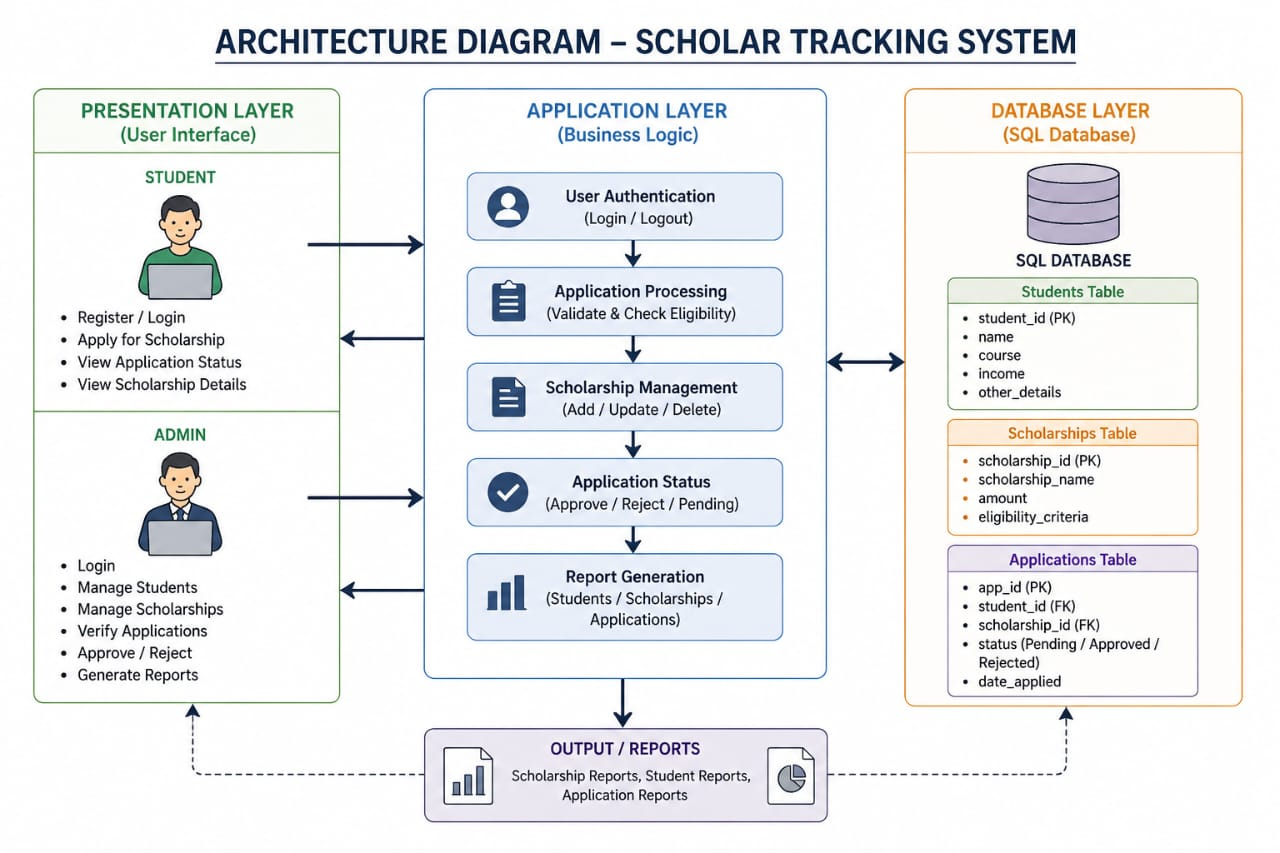 ARCHITECTURE DIAGRAM – SCHOLAR TRACKING SYSTEM
PRESENTATION LAYER
(User Interface)
STUDENT
• Register / Login
• Apply for Scholarship
• View Application Status
• View Scholarship Details
ADMIN
• Login
• Manage Students
• Manage Scholarships
• Verify Applications
• Approve / Reject
• Generate Reports
APPLICATION LAYER
(Business Logic)
User Authentication
(Login / Logout)
Application Processing
(Validate & Check Eligibility)
Scholarship Management
(Add / Update / Delete)
Application Status
(Approve / Reject / Pending)
Report Generation
(Students / Scholarships /
Applications)
DATABASE LAYER
(SQL Database)
SQL DATABASE
Students Table
• student_id (PK)
• name
• course
• income
• other_details
Scholarships Table
• scholarship_id (PK)
• scholarship_name
• amount
• eligibility_criteria
Applications Table
• app_id (PK)
• student_id (FK)
• scholarship_id (FK)
• status (Pending / Approved /
Rejected)
• date_applied
OUTPUT / REPORTS
Scholarship Reports, Student Reports,
Application Reports